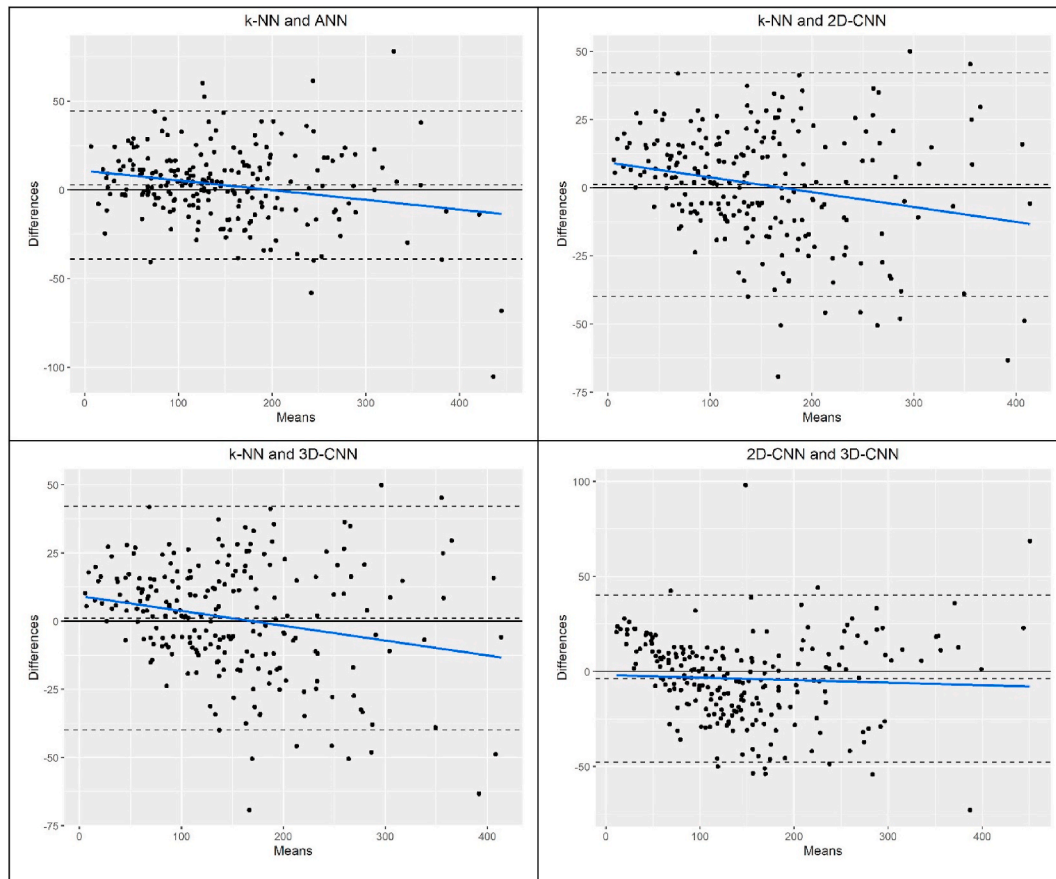 k-NN and ANN
50
0
-50
-100
Differences
0 100 200 300 400
Means
k-NN and 2D-CNN
50
25
0
-25
-50
-75
Differences
0 100 200 300 400
Means
k-NN and 3D-CNN
50
25
0
-25
-50
-75
Differences
0 100 200 300 400
Means
2D-CNN and 3D-CNN
100
50
0
-50
Differences
0 100 200 300 400
Means